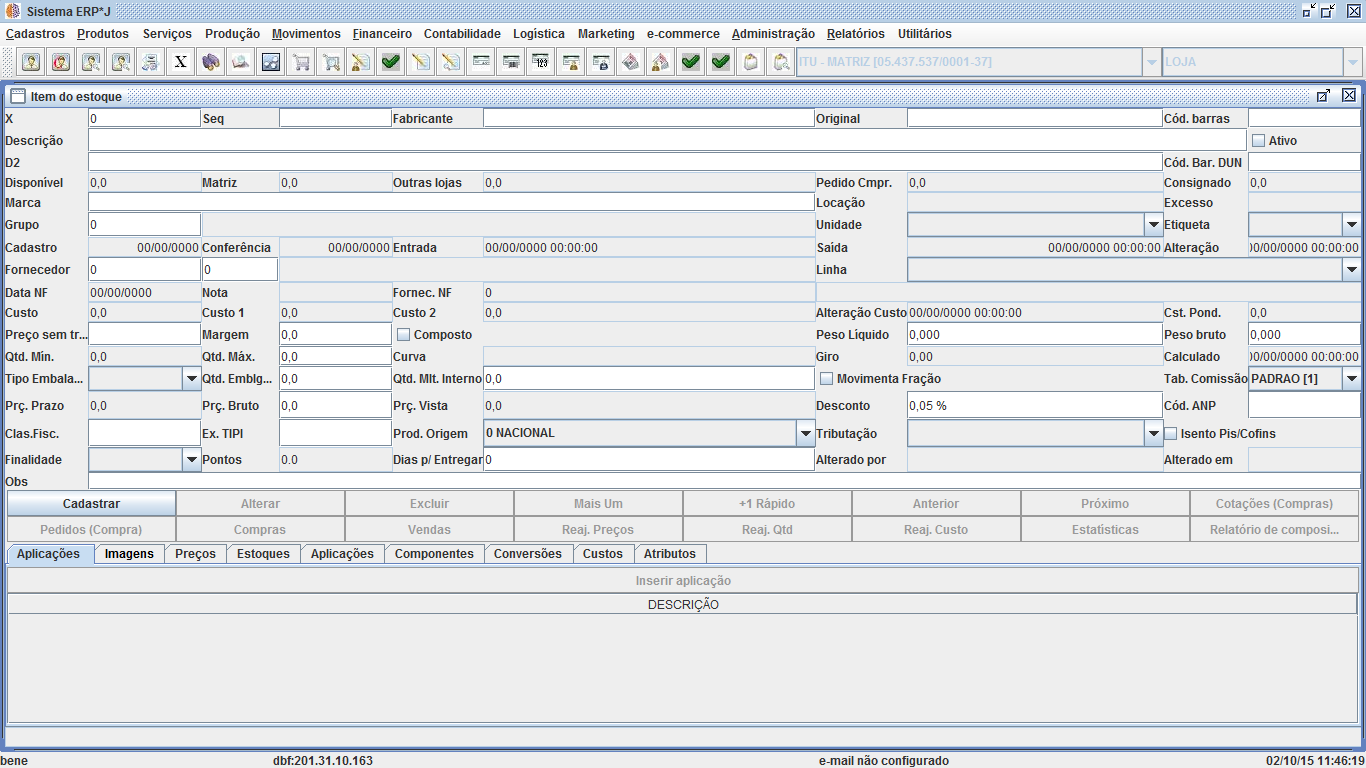 Sistema ERP*J
Cadastros Produtos Serviços Produção Movimentos Financeiro Contabilidade Logística Marketing e-commerce Administração Relatórios Utilitários
X ITU - MATRIZ [05.437.537/0001-37] LOJA
Item do estoque
X 0 Seq Fabricante Original Cód. barras
Descrição Ativo
D2 Cód. Bar. DUN
Disponível 0,0 Matriz 0,0 Outras lojas 0,0 Pedido Cmpr. 0,0 Consignado 0,0
Marca Locação Excesso
Grupo 0 Unidade Etiqueta
Cadastro 00/00/0000 Conferência 00/00/0000 Entrada 00/00/0000 00:00:00 Saída 00/00/0000 00:00:00 Alteração 00/00/0000 00:00:00
Fornecedor 0 0 Linha
Data NF 00/00/0000 Nota Fornec. NF 0
Custo 0,0 Custo 1 0,0 Custo 2 0,0 Alteração Custo 00/00/0000 00:00:00 Cst. Pond. 0,0
Preço sem tr... Margem 0,0 Composto Peso Líquido 0,000 Peso bruto 0,000
Qtd. Mín. 0,0 Qtd. Máx. 0,0 Curva Giro 0,00 Calculado 00/00/0000 00:00:00
Tipo Embala... Qtd. Emblg... 0,0 Qtd. Mlt. Interno 0,0 Movimenta Fração Tab. Comissão PADRAO [1]
Prç. Prazo 0,0 Prç. Bruto 0,0 Prç. Vista 0,0 Desconto 0,05 % Cód. ANP
Clas.Fisc. Ex. TIPI Prod. Origem 0 NACIONAL Tributação Isento Pis/Cofins
Finalidade Pontos 0.0 Dias p/ Entregar 0 Alterado por Alterado em
Obs
Cadastrar Alterar Excluir Mais Um +1 Rápido Anterior Próximo Cotações (Compras)
Pedidos (Compra) Compras Vendas Reaj. Preços Reaj. Qtd Reaj. Custo Estatísticas Relatório de composi...
Aplicações Imagens Preços Estoques Aplicações Componentes Conversões Custos Atributos
Inserir aplicação
DESCRIÇÃO
bene dbf:201.31.10.163 e-mail não configurado 02/10/15 11:46:19